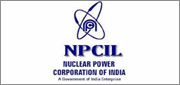 NPCIL
NUCLEAR POWER
CORPORATION OF INDIA
A Government of India Enterprise